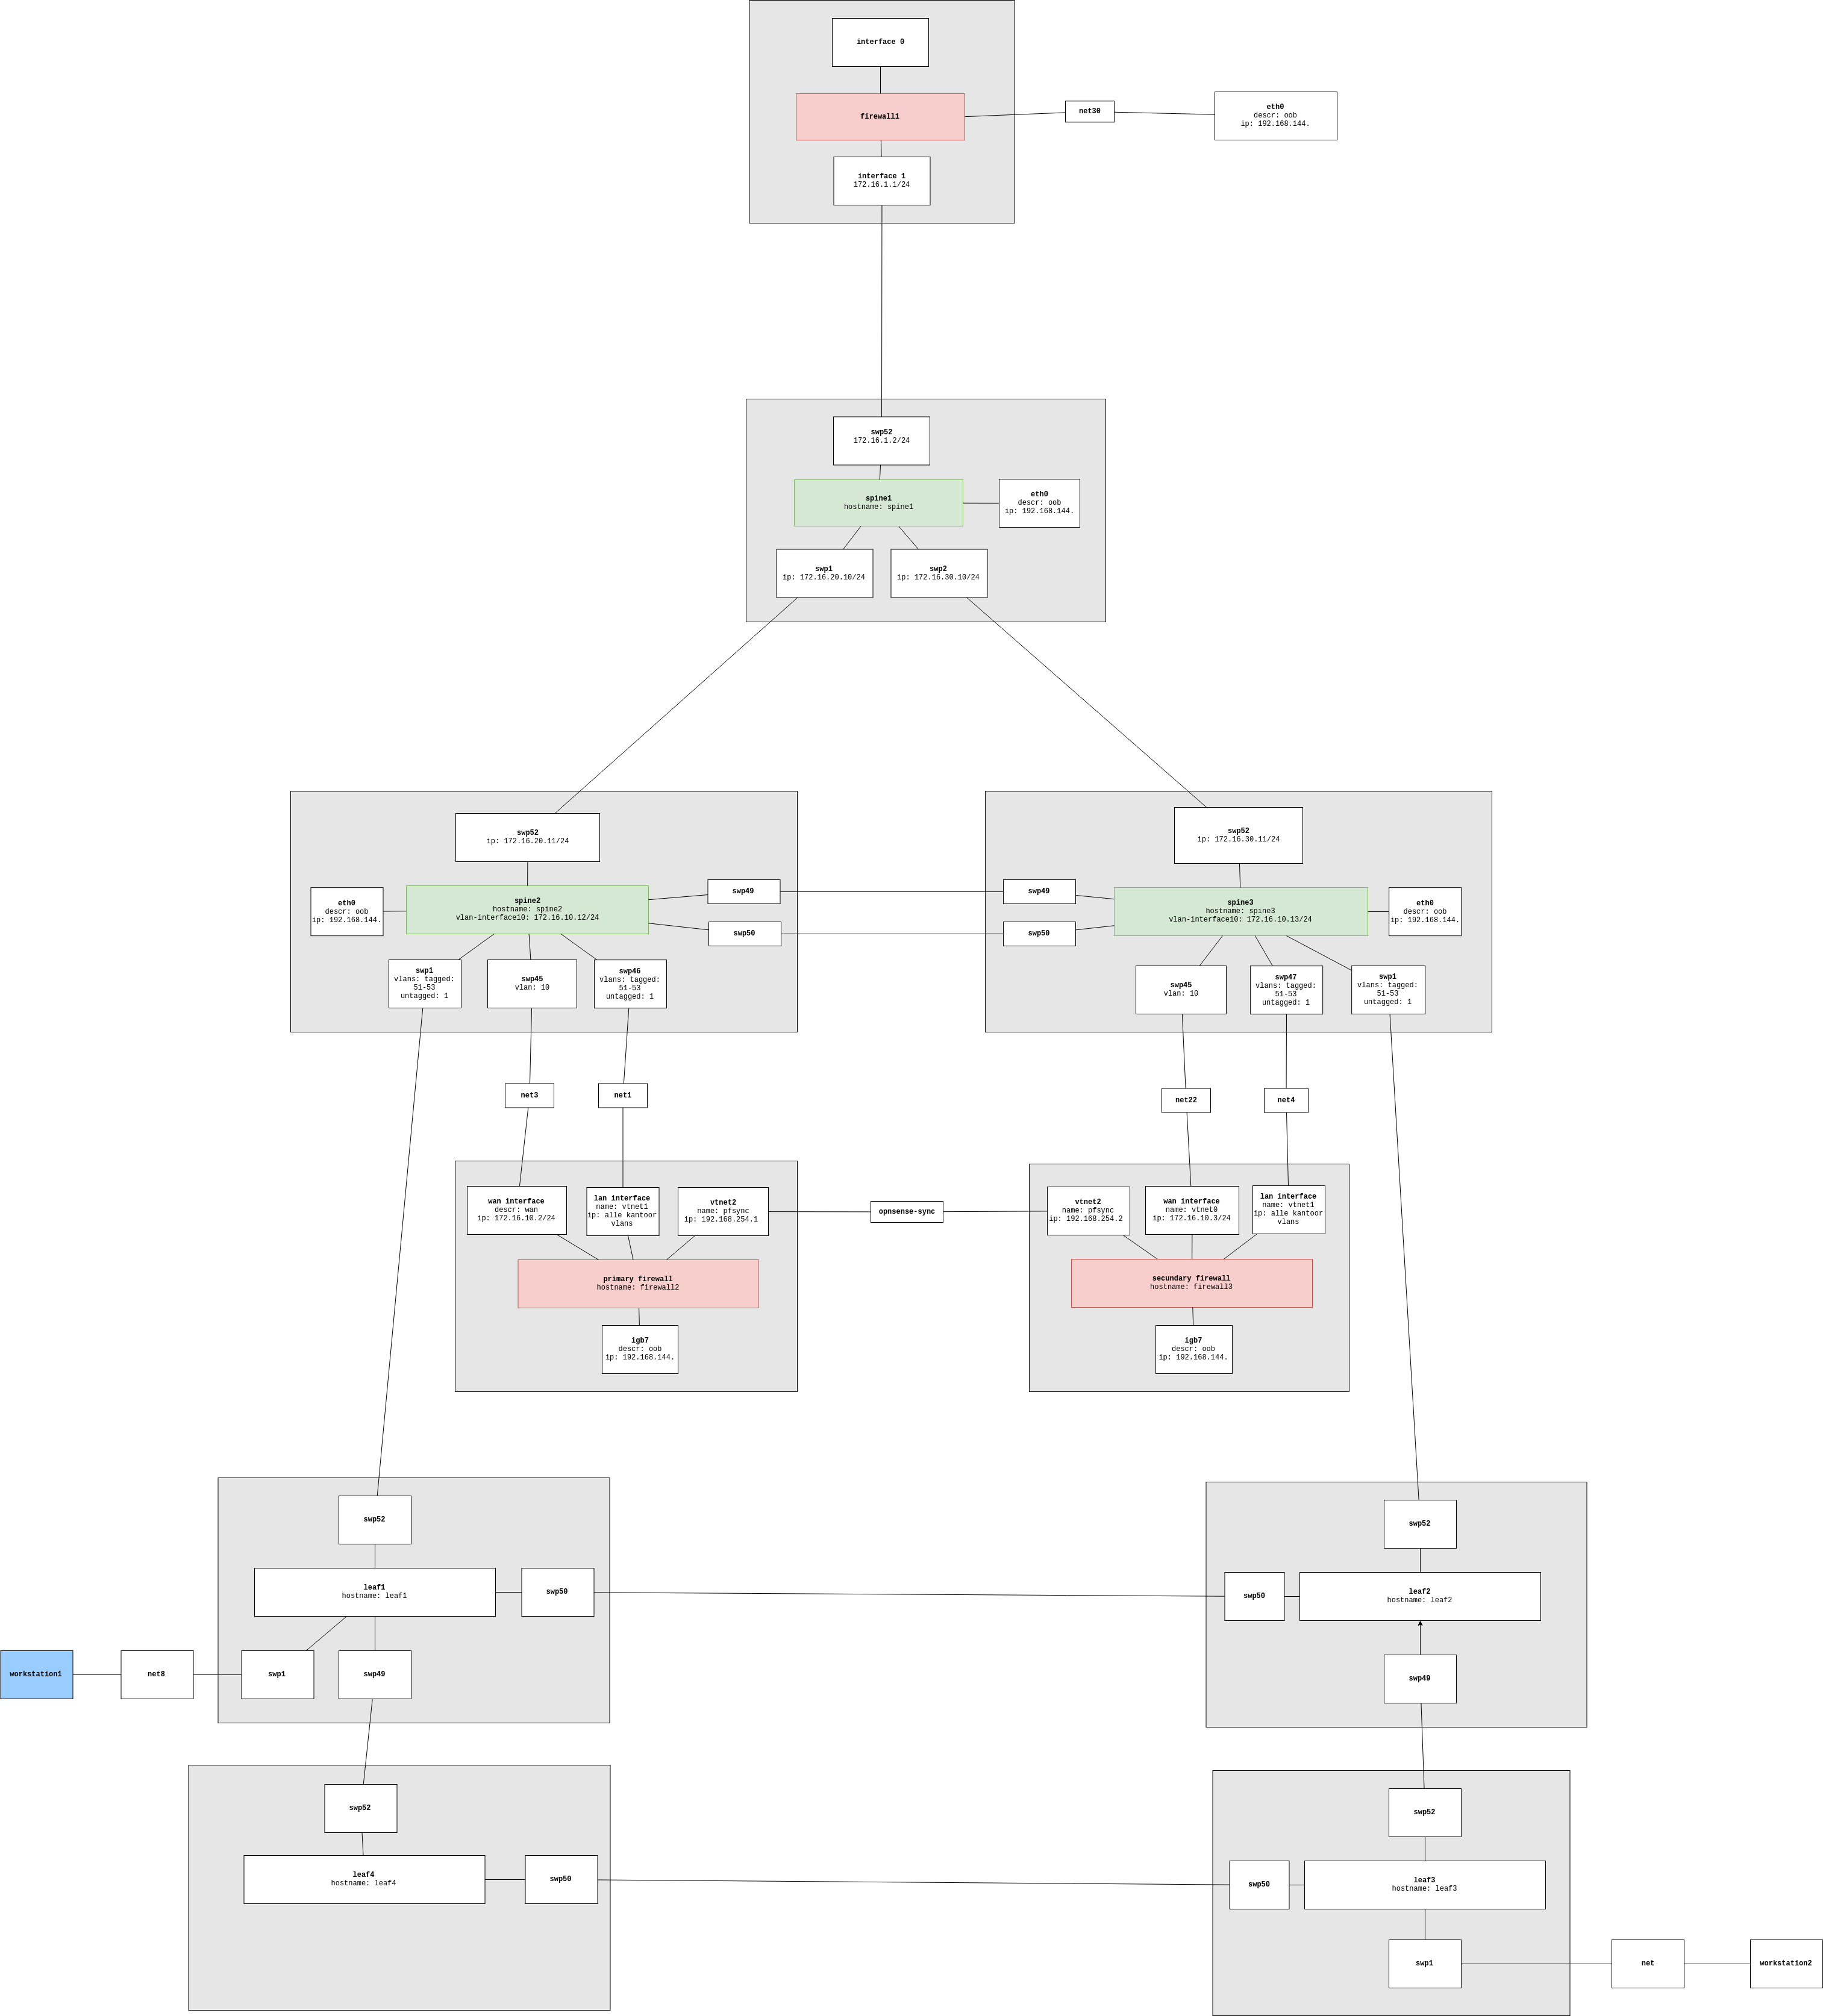 interface 0
firewall1
net30
eth0
descr: oob
ip: 192.168.144.
interface 1
172.16.1.1/24
swp52
172.16.1.2/24
spine1
hostname: spine1
eth0
descr: oob
ip: 192.168.144.
swp1
ip: 172.16.20.10/24
swp2
ip: 172.16.30.10/24
swp52
ip: 172.16.20.11/24
eth0
descr: oob
ip: 192.168.144.
spine2
hostname: spine2
vlan-interface10: 172.16.10.12/24
swp49
swp50
swp1
vlans: tagged:
51-53
untagged: 1
swp45
vlan: 10
swp46
vlans: tagged:
51-53
untagged: 1
swp52
ip: 172.16.30.11/24
swp49
swp50
spine3
hostname: spine3
vlan-interface10: 172.16.10.13/24
eth0
descr: oob
ip: 192.168.144.
swp45
vlan: 10
swp47
vlans: tagged:
51-53
untagged: 1
swp1
vlans: tagged:
51-53
untagged: 1
net3
net1
net22
net4
wan interface
descr: wan
ip: 172.16.10.2/24
lan interface
name: vtnet1
ip: alle kantoor
vlans
vtnet2
name: pfsync
ip: 192.168.254.1
opnsense-sync
vtnet2
name: pfsync
ip: 192.168.254.2
wan interface
name: vtnet0
ip: 172.16.10.3/24
lan interface
name: vtnet1
ip: alle kantoor
vlans
primary firewall
hostname: firewall2
secundary firewall
hostname: firewall3
igb7
descr: oob
ip: 192.168.144.
igb7
descr: oob
ip: 192.168.144.
swp52
leaf1
hostname: leaf1
swp50
workstation1
net8
swp1
swp49
swp52
swp50
leaf2
hostname: leaf2
swp49
swp52
leaf4
hostname: leaf4
swp50
swp52
swp50
leaf3
hostname: leaf3
swp1
net
workstation2